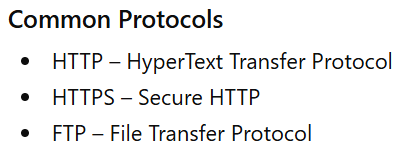 Common Protocols
• HTTP – HyperText Transfer Protocol
• HTTPS – Secure HTTP
• FTP – File Transfer Protocol